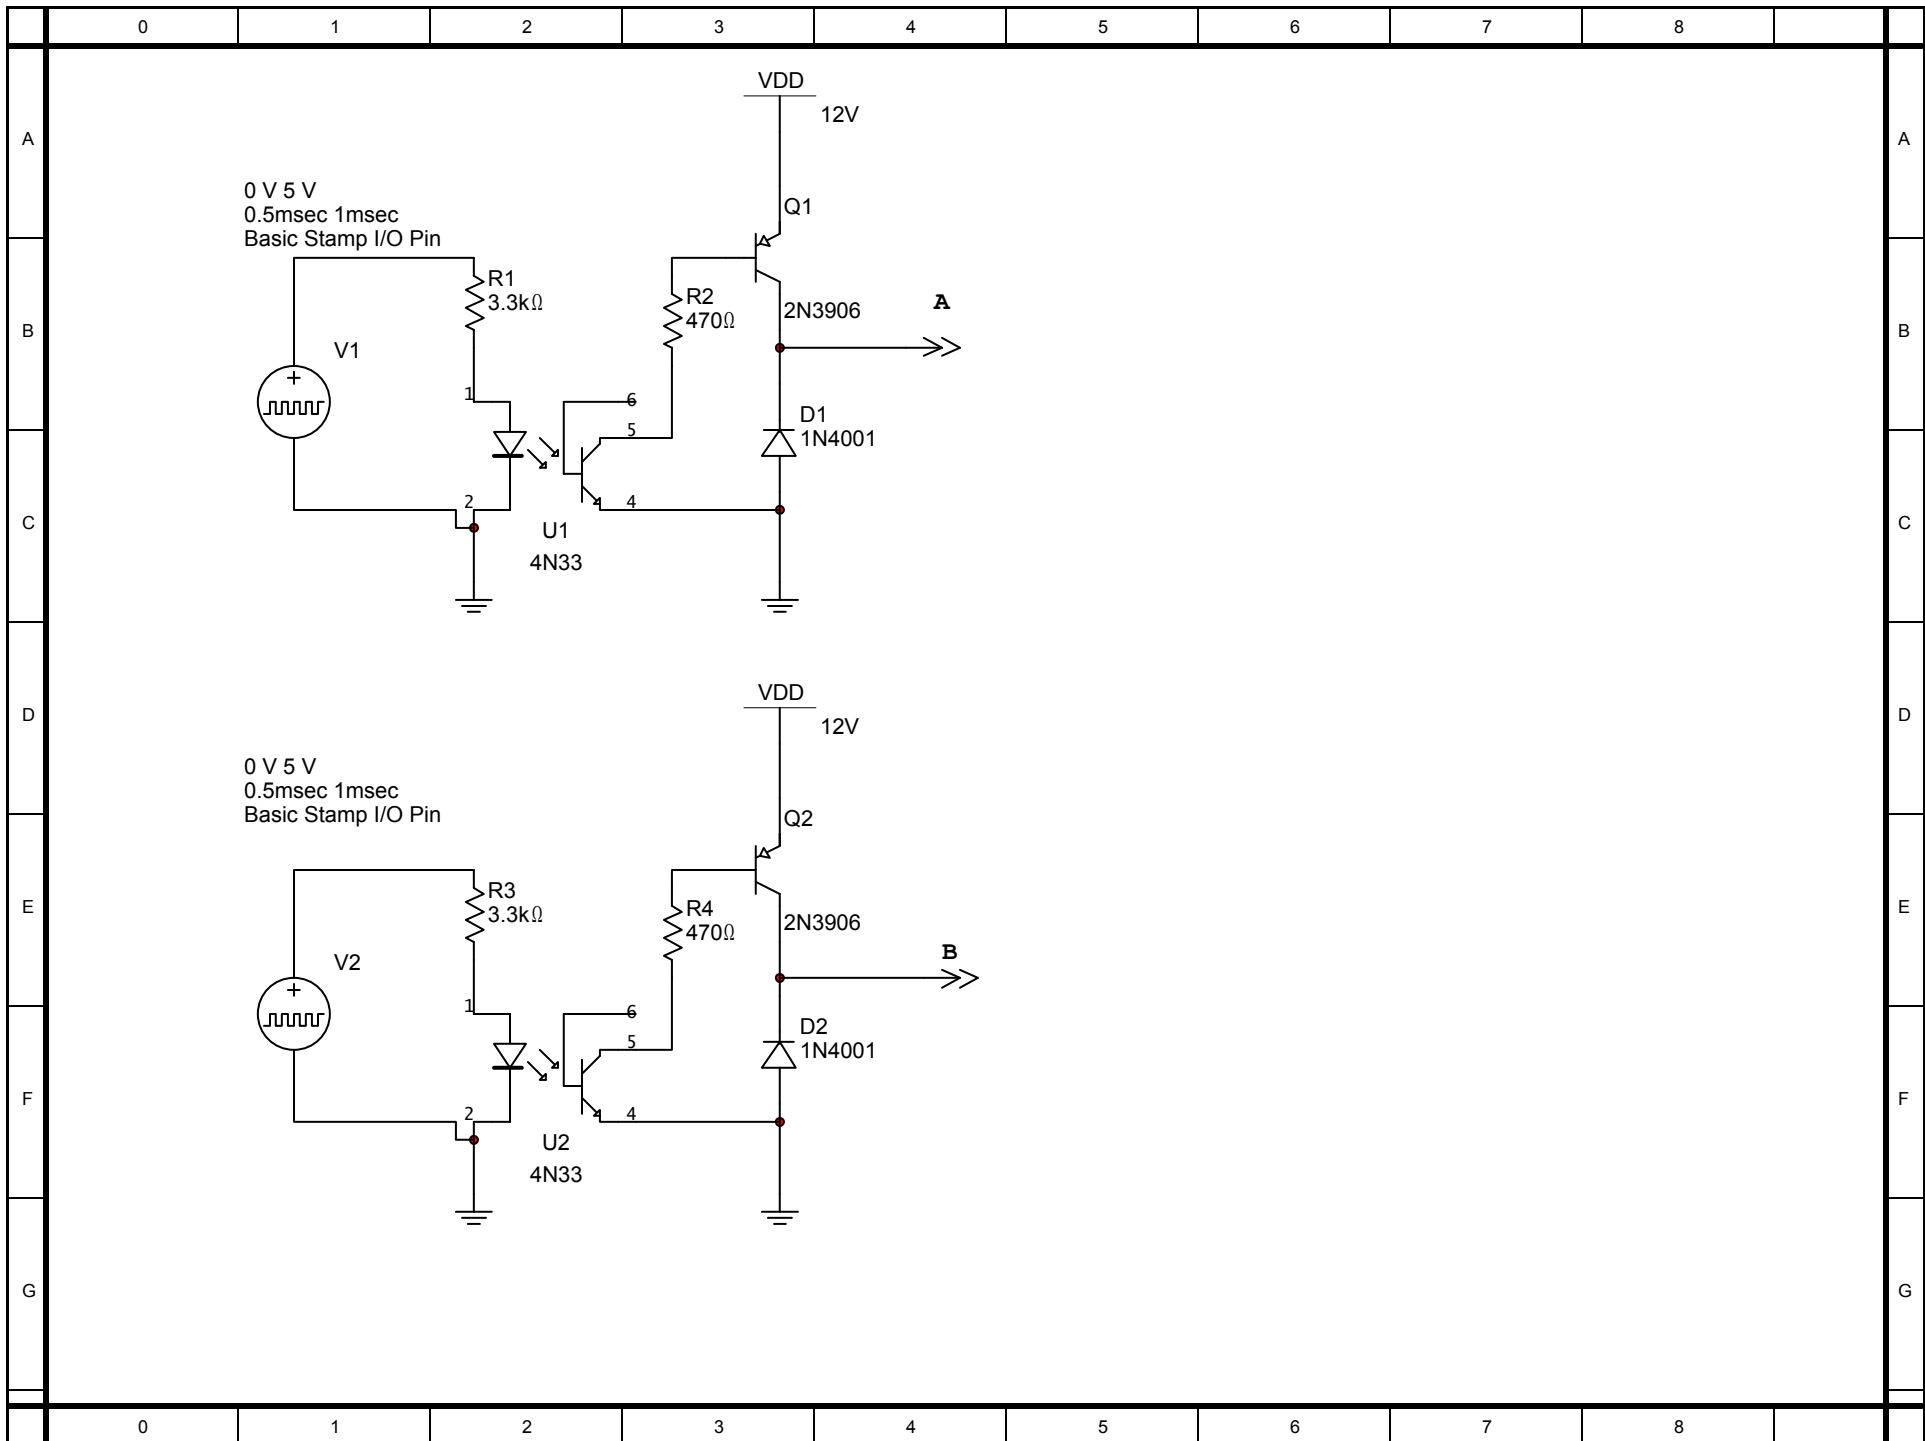 0 1 2 3 4 5 6 7 8
VDD
12V
A A
0 V 5 V
0.5msec 1msec
Basic Stamp I/O Pin
Q1
R1
3.3kΩ
R2
470Ω
2N3906
A
B B
V1
1
6
5
D1
1N4001
2
4
C C
U1
4N33
VDD
12V
D D
0 V 5 V
0.5msec 1msec
Basic Stamp I/O Pin
Q2
R3
3.3kΩ
R4
470Ω
2N3906
E E
V2
B
1
6
5
D2
1N4001
F F
2
4
U2
4N33
G G
0 1 2 3 4 5 6 7 8